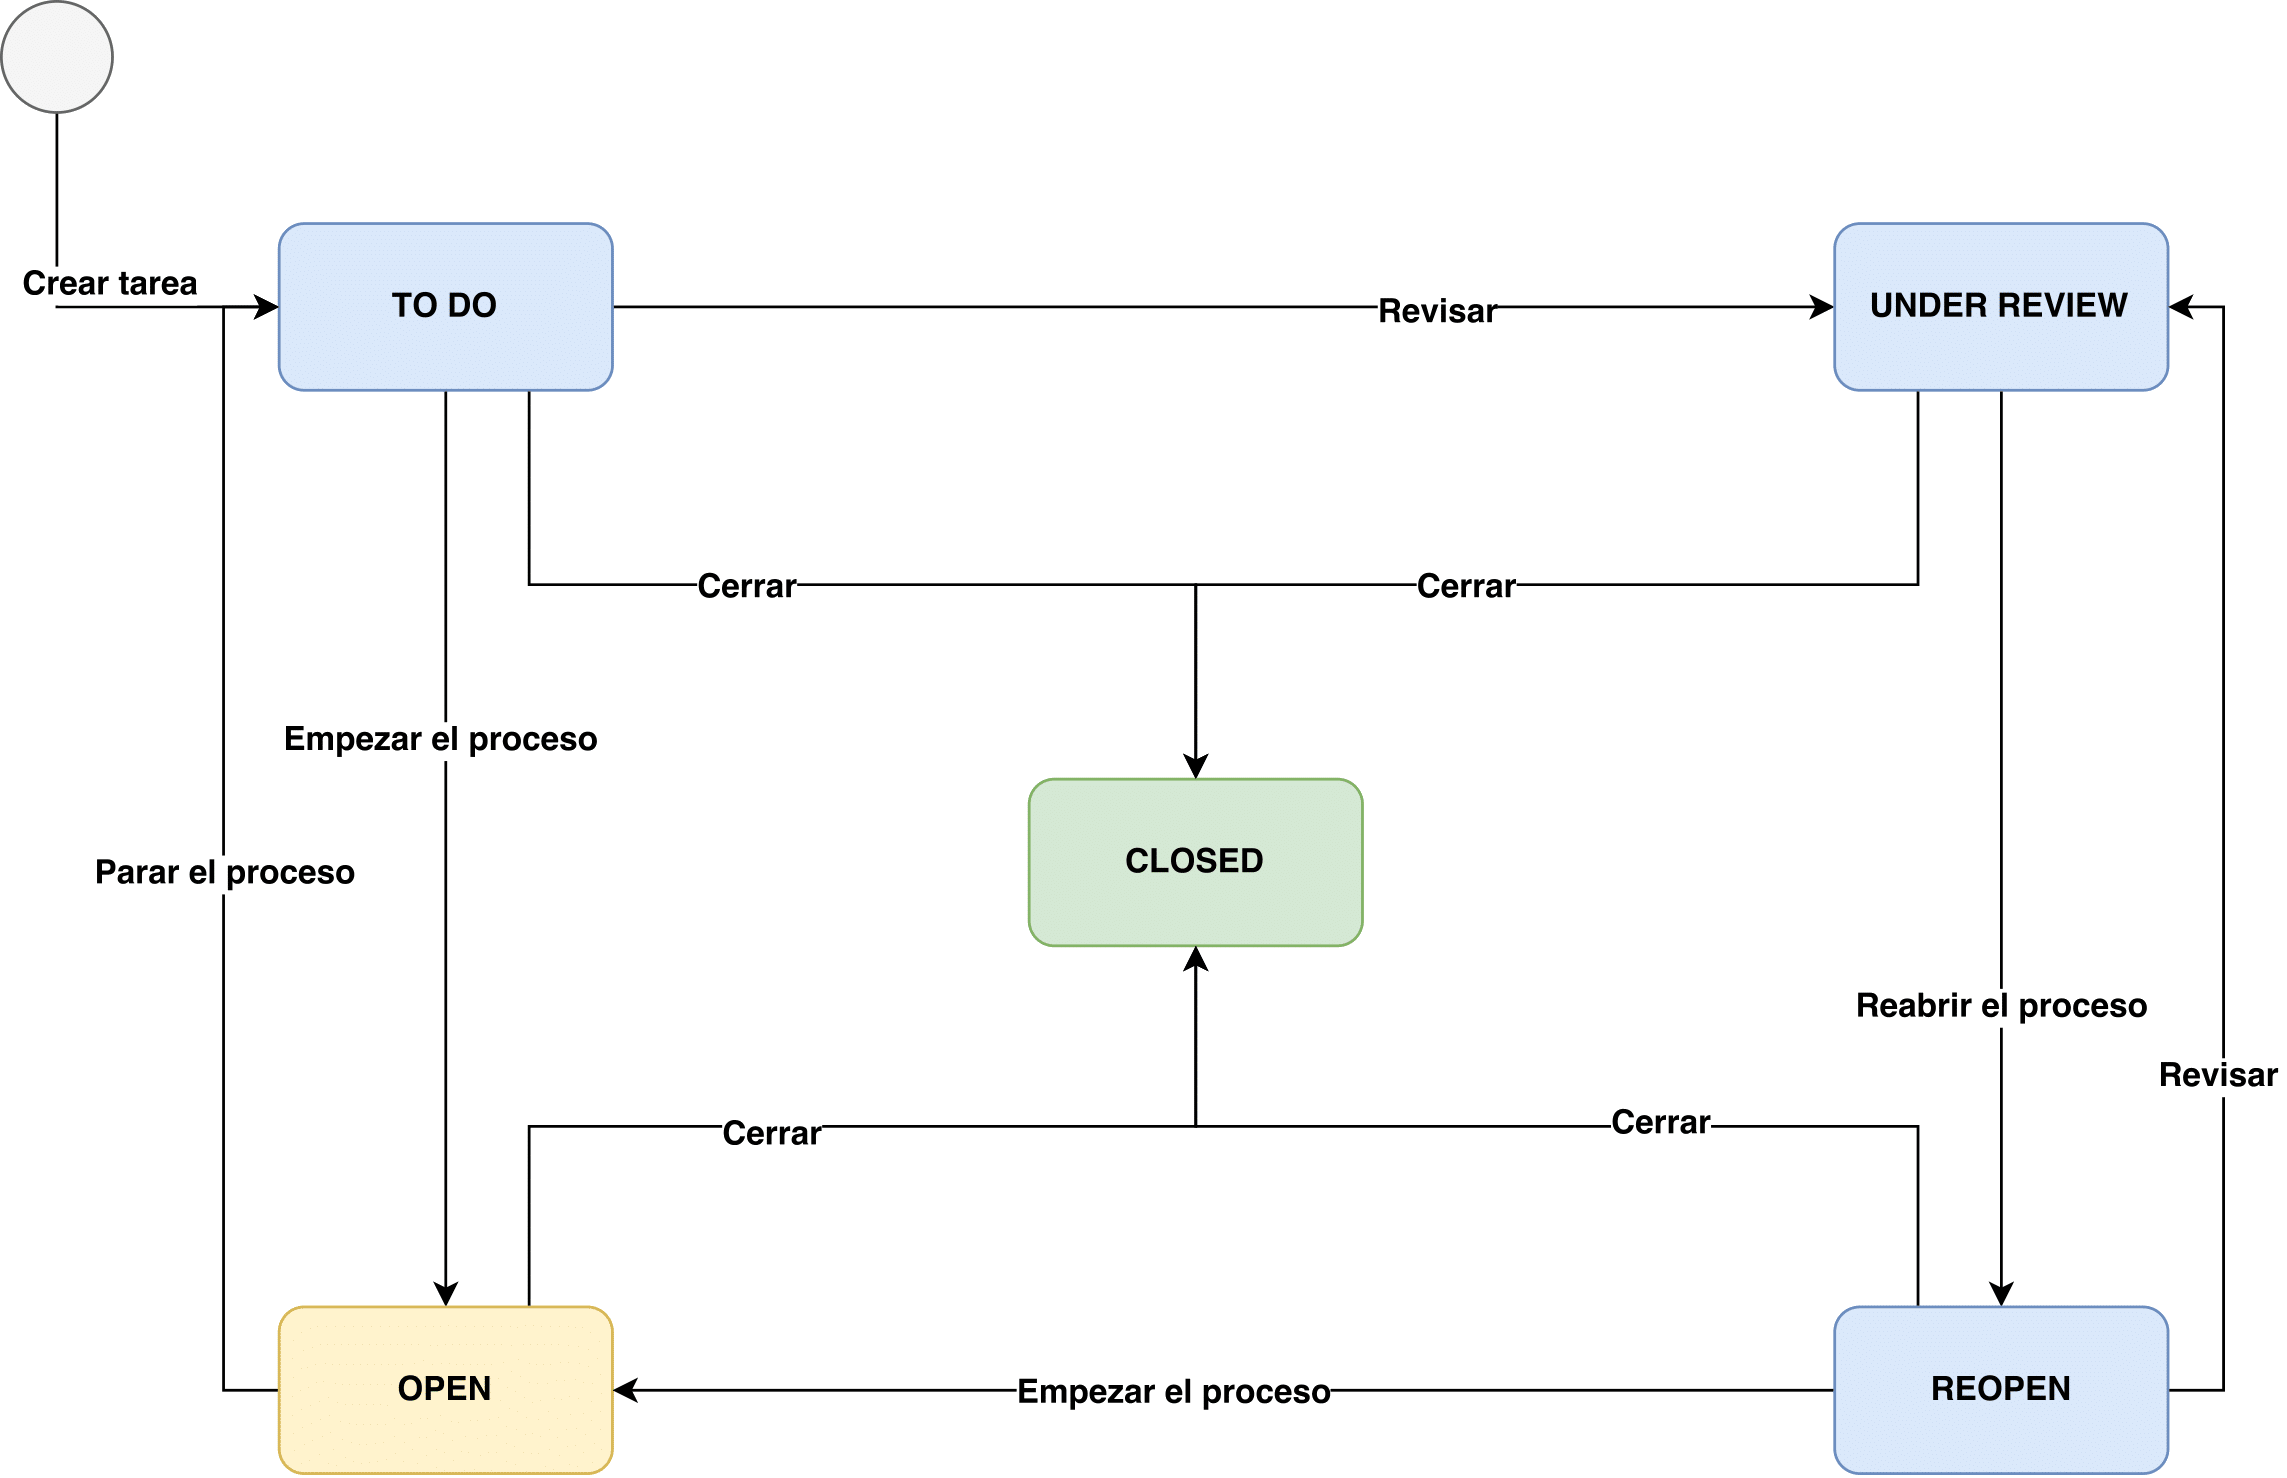 Crear tarea
TO DO
Revisar
UNDER REVIEW
Cerrar
Cerrar
Empezar el proceso
CLOSED
Parar el proceso
Reabrir el proceso
Revisar
Cerrar
Cerrar
OPEN
Empezar el proceso
REOPEN